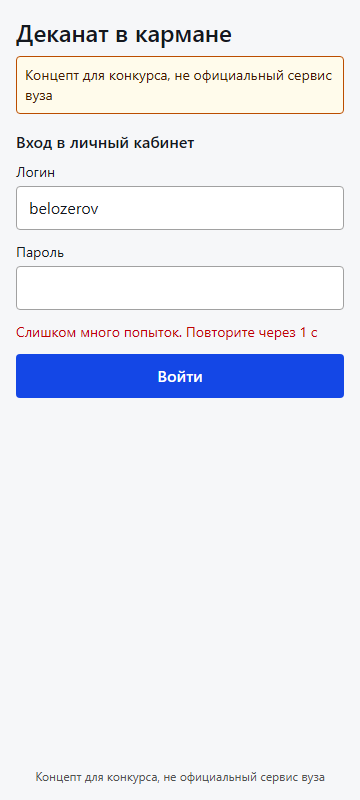 Деканат в кармане
Концепт для конкурса, не официальный сервис
вуза
Вход в личный кабинет
Логин
belozerov
Пароль
Слишком много попыток. Повторите через 1 с
Войти
Концепт для конкурса, не официальный сервис вуза